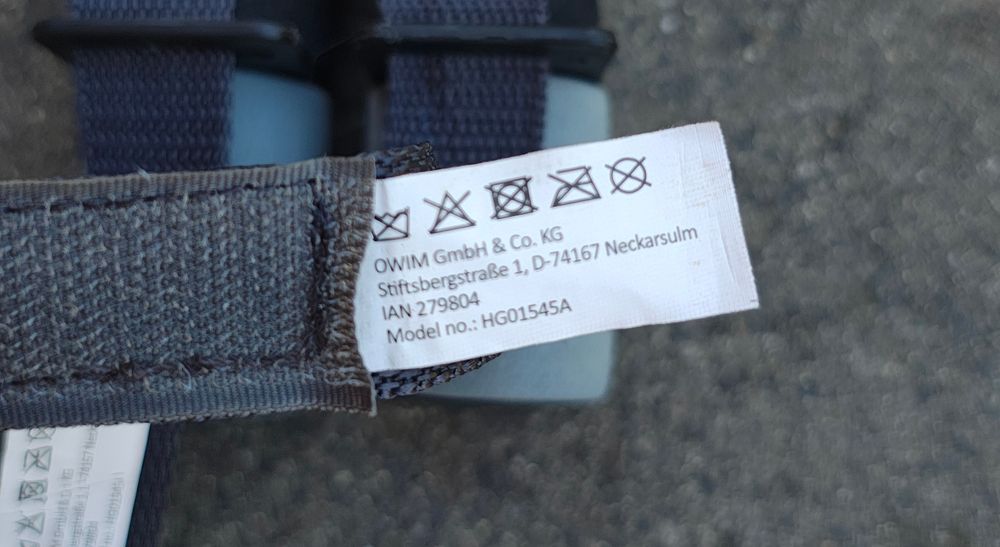 OWIM GmbH & Co. KG
Stiftsbergstraße 1, D-74167 Neckarsulm
IAN 279804
Model no.: HG01545A